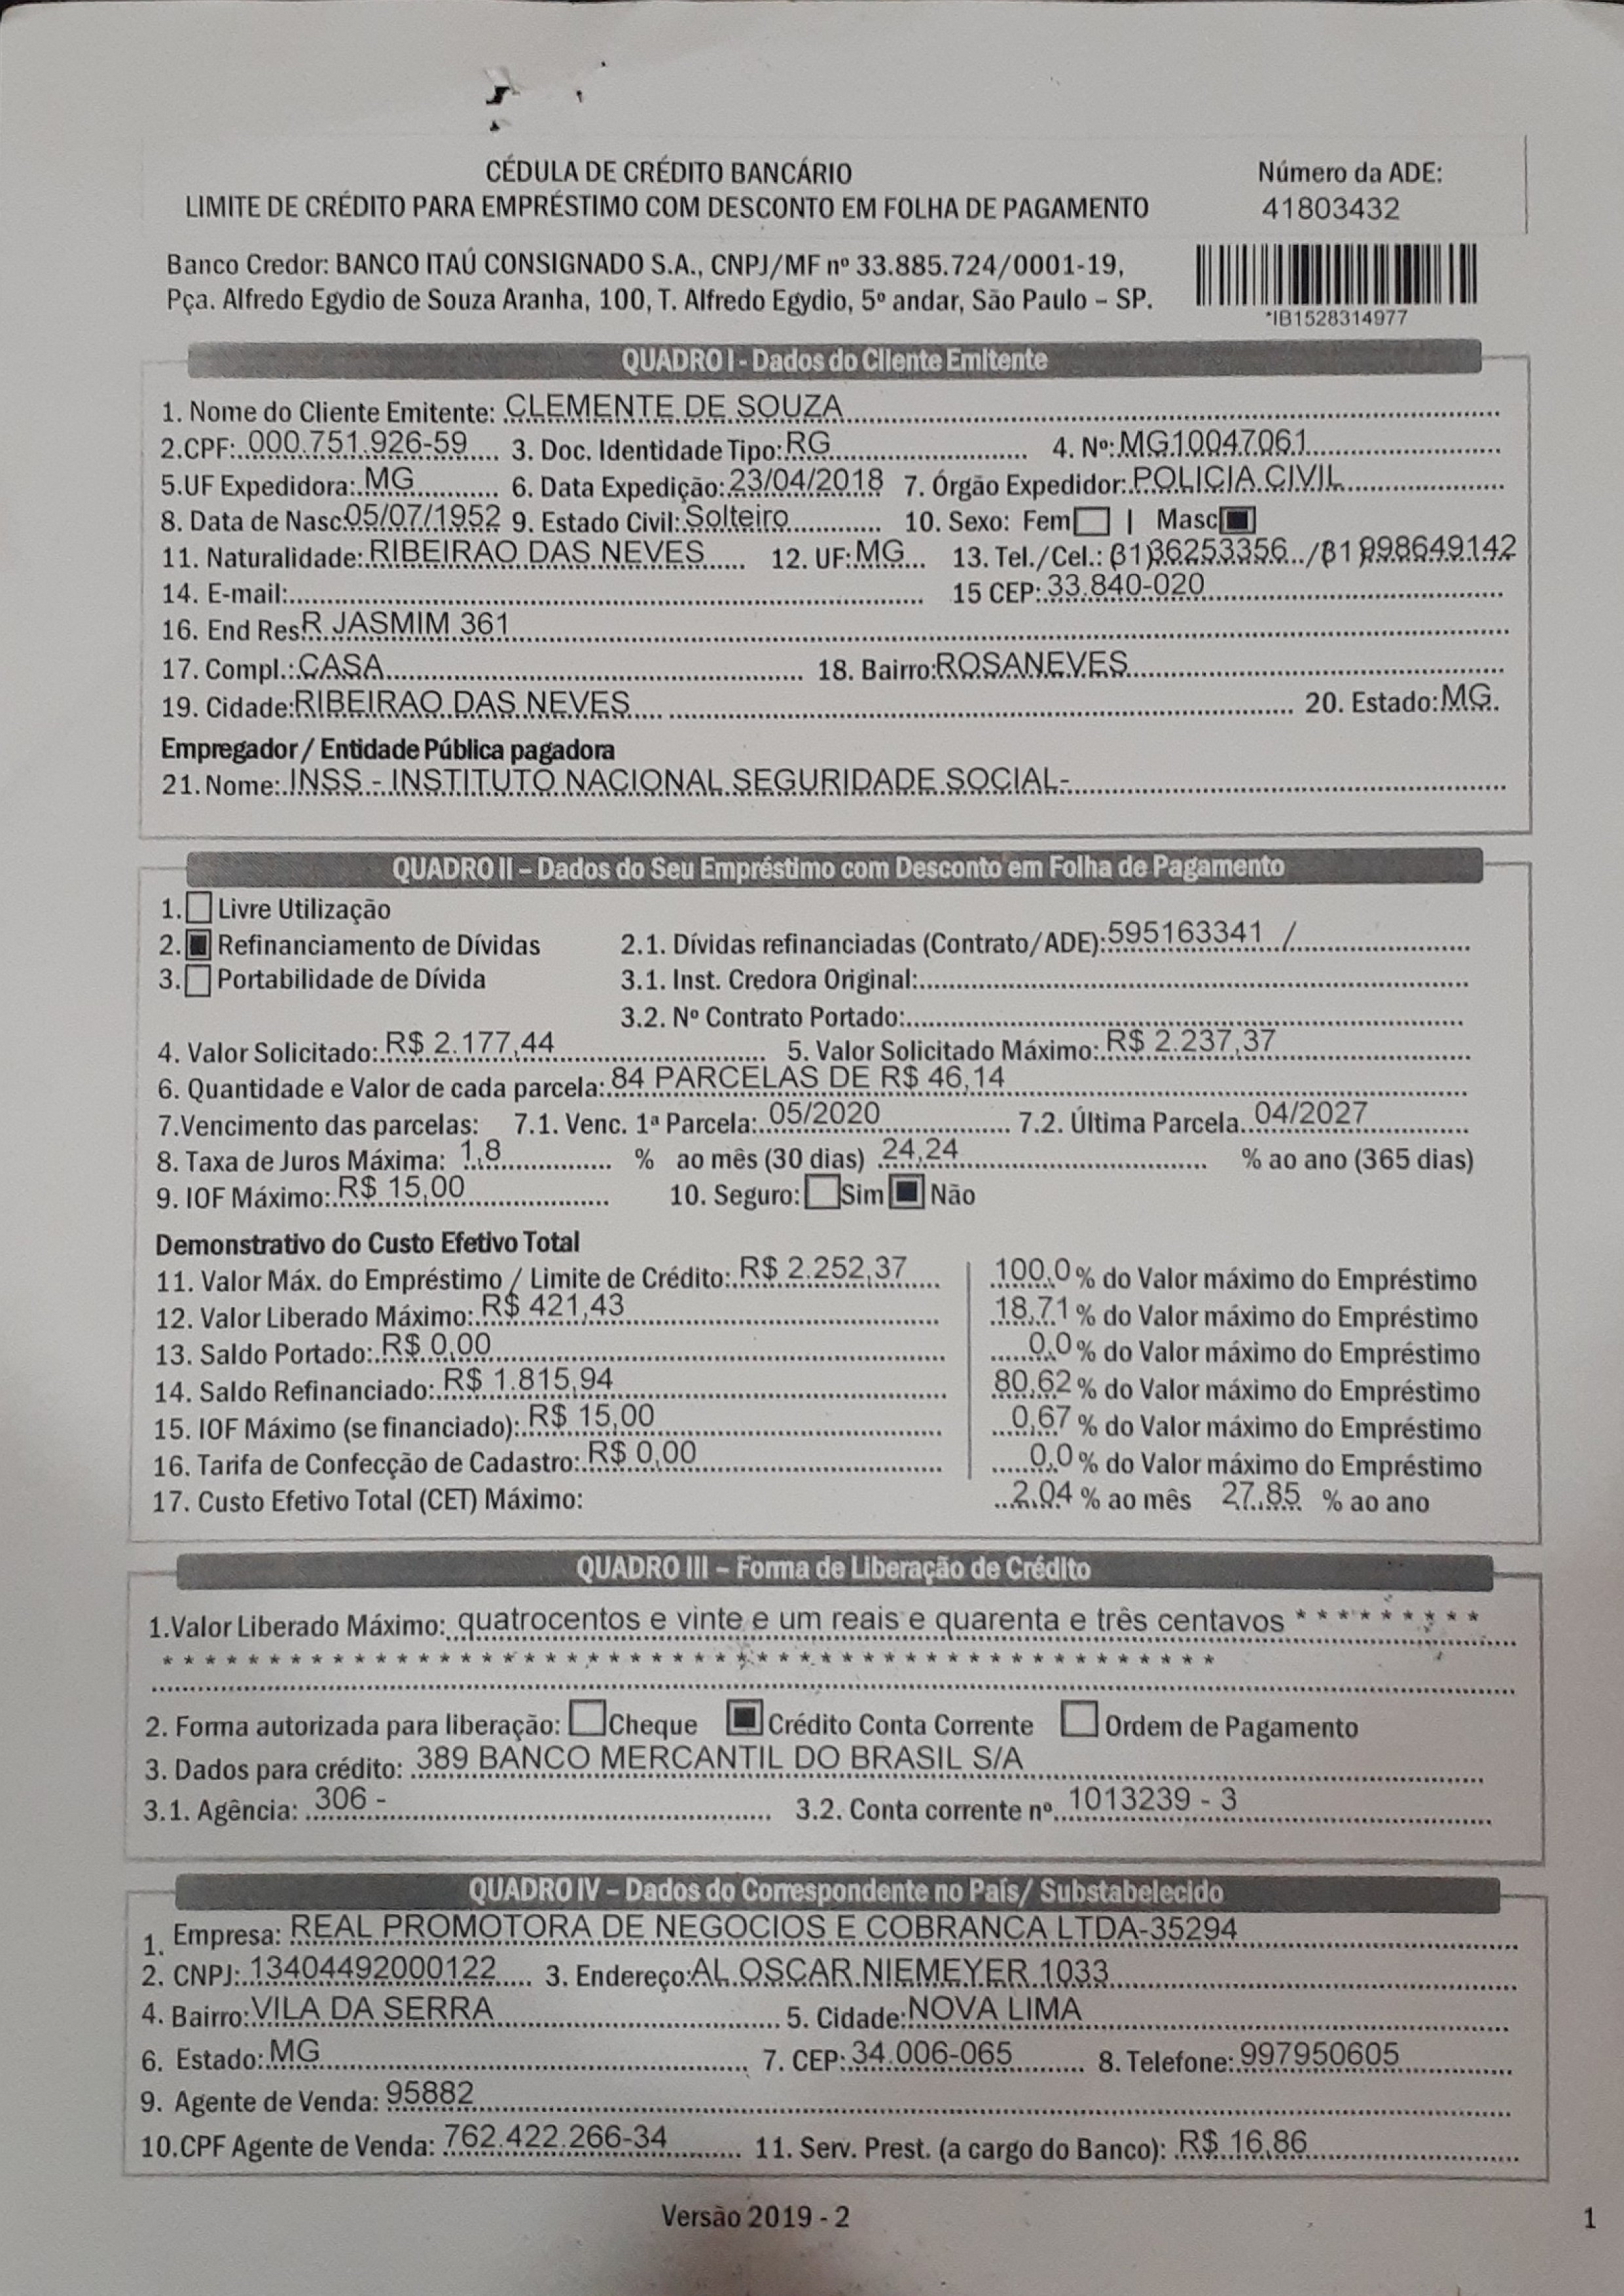 CÉDULA DE CRÉDITO BANCÁRIO
LIMITE DE CRÉDITO PARA EMPRÉSTIMO COM DESCONTO EM FOLHA DE PAGAMENTO
Número da ADE:
41803432
Banco Credor: BANCO ITAÚ CONSIGNADO S.A., CNPJ/MF nº 33.885.724/0001-19,
Pça. Alfredo Egydio de Souza Aranha, 100, T. Alfredo Egydio, 5º andar, São Paulo – SP.
*IB1528314977
QUADRO I - Dados do Cliente Emitente
1. Nome do Cliente Emitente: CLEMENTE DE SOUZA
2.CPF: 000.751.926-59 3. Doc. Identidade Tipo: RG 4. Nº: MG10047061
5.UF Expedidora: MG 6. Data Expedição: 23/04/2018 7. Órgão Expedidor: POLICIA CIVIL
8. Data de Nasc: 05/07/1952 9. Estado Civil: Solteiro 10. Sexo: Fem | Masc
11. Naturalidade: RIBEIRAO DAS NEVES 12. UF: MG 13. Tel./Cel.: (31)36253356 /(31)998649142
14. E-mail: 15 CEP: 33.840-020
16. End Res R JASMIM 361
17. Compl.: CASA 18. Bairro: ROSANEVES
19. Cidade: RIBEIRAO DAS NEVES 20. Estado: MG
Empregador / Entidade Pública pagadora
21. Nome: INSS - INSTITUTO NACIONAL SEGURIDADE SOCIAL-
QUADRO II – Dados do Seu Empréstimo com Desconto em Folha de Pagamento
1. Livre Utilização
2. Refinanciamento de Dívidas 2.1. Dívidas refinanciadas (Contrato/ADE): 595163341 /
3. Portabilidade de Dívida 3.1. Inst. Credora Original:
3.2. Nº Contrato Portado:
4. Valor Solicitado: R$ 2.177,44 5. Valor Solicitado Máximo: R$ 2.237,37
6. Quantidade e Valor de cada parcela: 84 PARCELAS DE R$ 46,14
7.Vencimento das parcelas: 7.1. Venc. 1ª Parcela: 05/2020 7.2. Última Parcela 04/2027
8. Taxa de Juros Máxima: 1,8 % ao mês (30 dias) 24,24 % ao ano (365 dias)
9. IOF Máximo: R$ 15,00 10. Seguro: Sim Não
Demonstrativo do Custo Efetivo Total
11. Valor Máx. do Empréstimo / Limite de Crédito: R$ 2.252,37 100,0 % do Valor máximo do Empréstimo
12. Valor Liberado Máximo: R$ 421,43 18,71 % do Valor máximo do Empréstimo
13. Saldo Portado: R$ 0,00 0,0 % do Valor máximo do Empréstimo
14. Saldo Refinanciado: R$ 1.815,94 80,62 % do Valor máximo do Empréstimo
15. IOF Máximo (se financiado): R$ 15,00 0,67 % do Valor máximo do Empréstimo
16. Tarifa de Confecção de Cadastro: R$ 0,00 0,0 % do Valor máximo do Empréstimo
17. Custo Efetivo Total (CET) Máximo: 2,04 % ao mês 27,85 % ao ano
QUADRO III – Forma de Liberação de Crédito
1.Valor Liberado Máximo: quatrocentos e vinte e um reais e quarenta e três centavos * * * * * * * * *
* * * * * * * * * * * * * * * * * * * * * * * * * * * * * * * * * * * * * * * * * * * * * * * * * *
2. Forma autorizada para liberação: Cheque Crédito Conta Corrente Ordem de Pagamento
3. Dados para crédito: 389 BANCO MERCANTIL DO BRASIL S/A
3.1. Agência: 306 - 3.2. Conta corrente nº 1013239 - 3
QUADRO IV – Dados do Correspondente no País/ Substabelecido
1. Empresa: REAL PROMOTORA DE NEGOCIOS E COBRANCA LTDA-35294
2. CNPJ: 13404492000122 3. Endereço: AL OSCAR NIEMEYER 1033
4. Bairro: VILA DA SERRA 5. Cidade: NOVA LIMA
6. Estado: MG 7. CEP: 34.006-065 8. Telefone: 997950605
9. Agente de Venda: 95882
10.CPF Agente de Venda: 762.422.266-34 11. Serv. Prest. (a cargo do Banco): R$ 16,86
Versão 2019 - 2
1